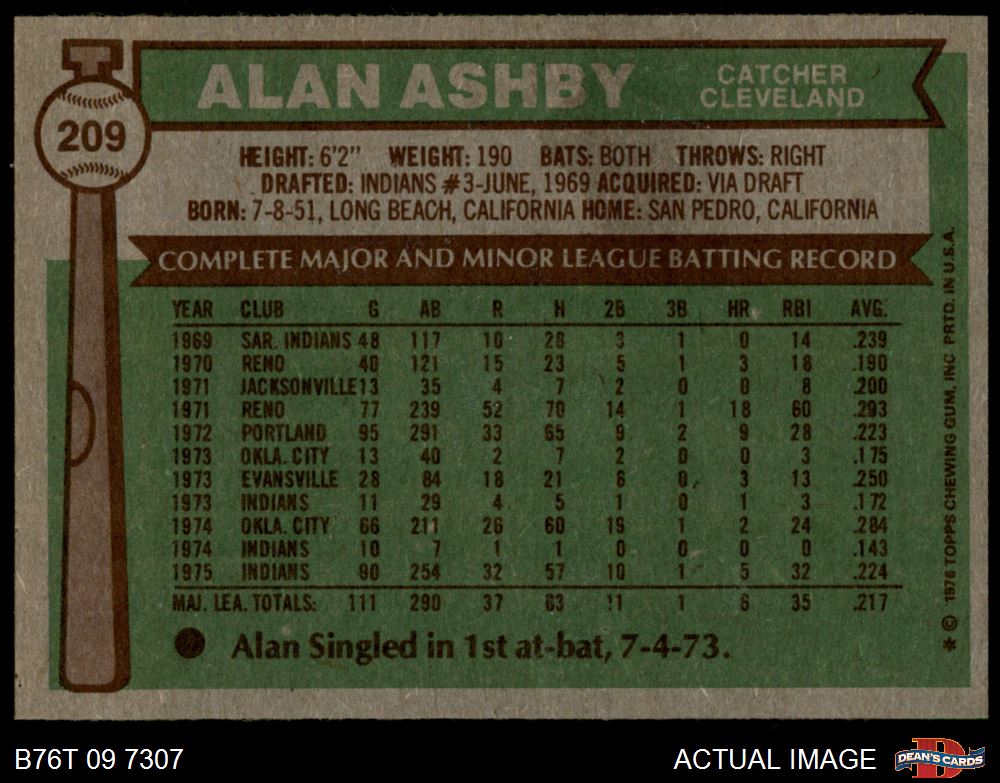 ALAN ASHBY
CATCHER
CLEVELAND
209
HEIGHT: 6'2" WEIGHT: 190 BATS: BOTH THROWS: RIGHT
DRAFTED: INDIANS #3-JUNE, 1969 ACQUIRED: VIA DRAFT
BORN: 7-8-51, LONG BEACH, CALIFORNIA HOME: SAN PEDRO, CALIFORNIA
COMPLETE MAJOR AND MINOR LEAGUE BATTING RECORD
YEAR CLUB G AB R H 2B 3B HR RBI AVG.
1969 SAR. INDIANS 48 117 10 28 3 1 0 14 .239
1970 RENO 40 121 15 23 5 1 3 18 .190
1971 JACKSONVILLE 13 35 4 7 2 0 0 8 .200
1971 RENO 77 239 52 70 14 1 18 60 .293
1972 PORTLAND 95 291 33 65 9 2 9 28 .223
1973 OKLA. CITY 13 40 2 7 2 0 0 3 .175
1973 EVANSVILLE 28 84 18 21 6 0 3 13 .250
1973 INDIANS 11 29 4 5 1 0 1 3 .172
1974 OKLA. CITY 66 211 26 60 19 1 2 24 .284
1974 INDIANS 10 7 1 1 0 0 0 0 .143
1975 INDIANS 90 254 32 57 10 1 5 32 .224
MAJ. LEA. TOTALS: 111 290 37 63 11 1 6 35 .217
Alan Singled in 1st at-bat, 7-4-73.
* © 1976 TOPPS CHEWING GUM, INC PRTD. IN U.S.A.
B76T 09 7307
ACTUAL IMAGE
D
DEAN'S CARDS